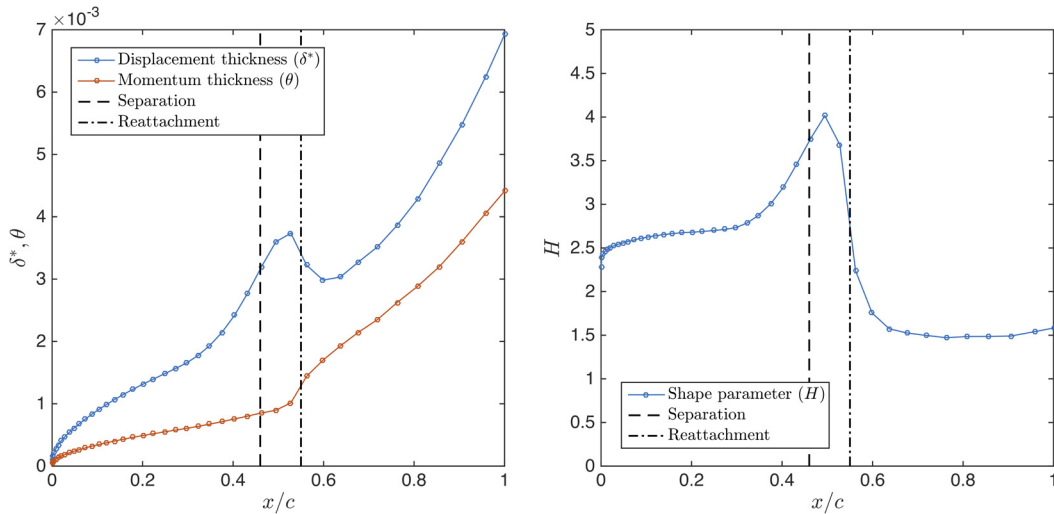 ×10⁻³
7
6
5
4
3
2
1
0
δ*, θ
0
0.2
0.4
0.6
0.8
1
x/c
Displacement thickness (δ*)
Momentum thickness (θ)
Separation
Reattachment
5
4.5
4
3.5
3
2.5
2
1.5
1
0.5
0
H
0
0.2
0.4
0.6
0.8
1
x/c
Shape parameter (H)
Separation
Reattachment